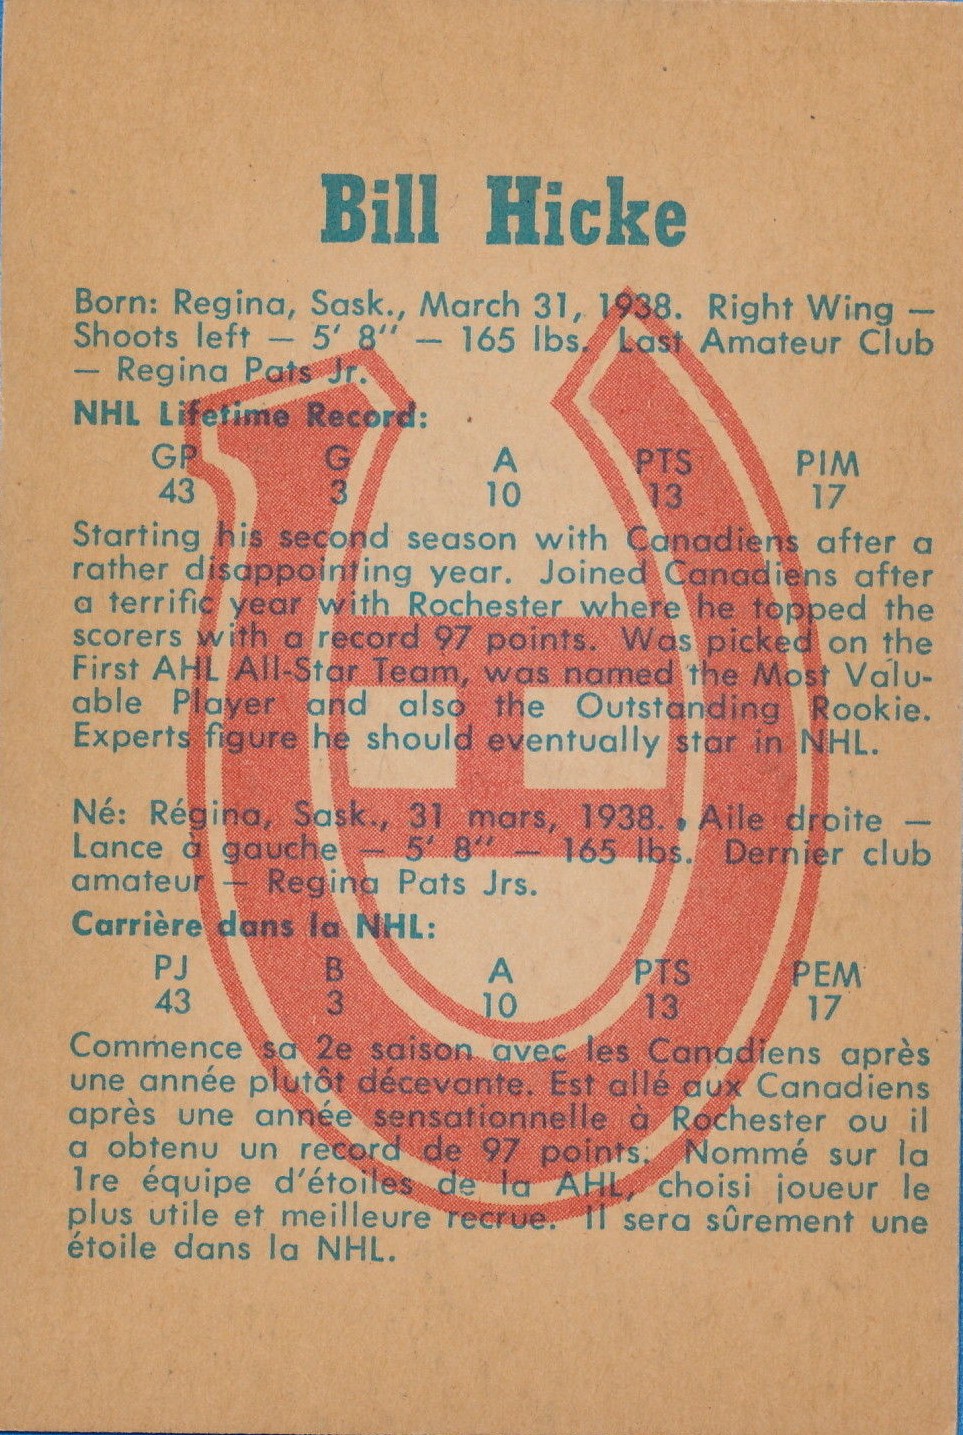 Bill Hicke
Born: Regina, Sask., March 31, 1938. Right Wing —
Shoots left — 5' 8'' — 165 lbs. Last Amateur Club
— Regina Pats Jr.
NHL Lifetime Record:
GP G A PTS PIM
43 3 10 13 17
Starting his second season with Canadiens after a
rather disappointing year. Joined Canadiens after
a terrific year with Rochester where he topped the
scorers with a record 97 points. Was picked on the
First AHL All-Star Team, was named the Most Valu-
able Player and also the Outstanding Rookie.
Experts figure he should eventually star in NHL.
Né: Régina, Sask., 31 mars, 1938. Aile droite —
Lance à gauche — 5' 8'' — 165 lbs. Dernier club
amateur — Regina Pats Jrs.
Carrière dans la NHL:
PJ B A PTS PEM
43 3 10 13 17
Commence sa 2e saison avec les Canadiens après
une année plutôt décevante. Est allé aux Canadiens
après une année sensationnelle à Rochester ou il
a obtenu un record de 97 points. Nommé sur la
1re équipe d'étoiles de la AHL, choisi joueur le
plus utile et meilleure recrue. Il sera sûrement une
étoile dans la NHL.